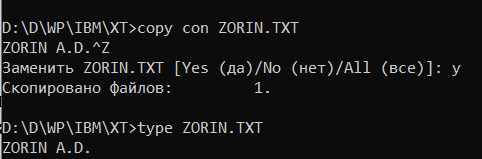 D:\D\WP\IBM\XT>copy con ZORIN.TXT
ZORIN A.D.^Z
Заменить ZORIN.TXT [Yes (да)/No (нет)/All (все)]: y
Скопировано файлов:         1.
D:\D\WP\IBM\XT>type ZORIN.TXT
ZORIN A.D.